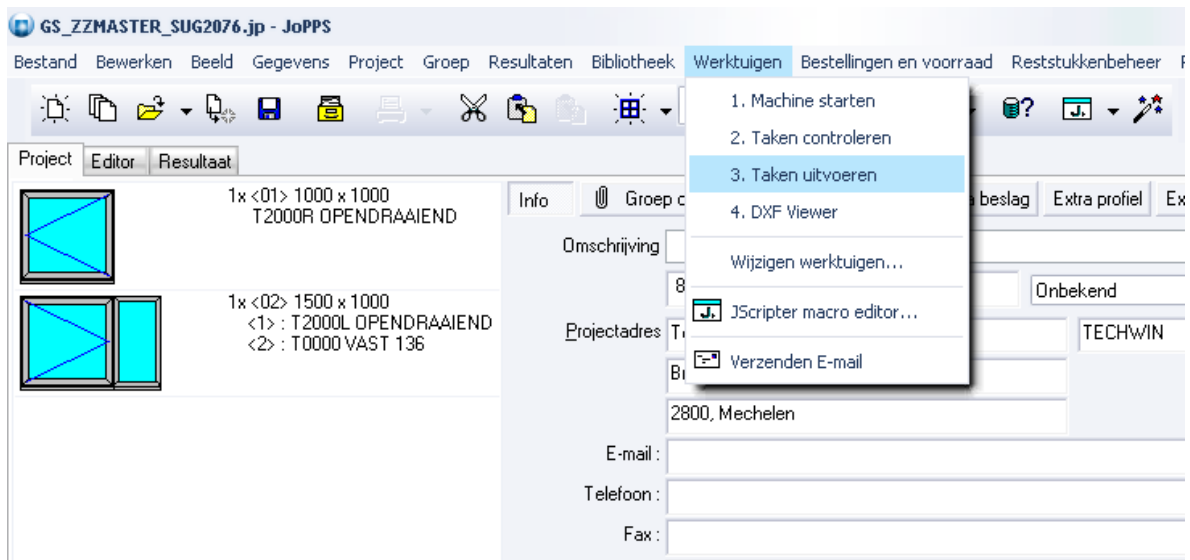 GS_ZZMASTER_SUG2076.jp - JoPPS
Bestand Bewerken Beeld Gegevens Project Groep Resultaten Bibliotheek Werktuigen Bestellingen en voorraad Reststukkenbeheer
1. Machine starten
2. Taken controleren
3. Taken uitvoeren
4. DXF Viewer
Wijzigen werktuigen...
JScripter macro editor...
Verzenden E-mail
Project Editor Resultaat
1x <01> 1000 x 1000
T2000R OPENDRAAIEND
1x <02> 1500 x 1000
<1> : T2000L OPENDRAAIEND
<2> : T0000 VAST 136
Info Groep beslag Extra profiel
Omschrijving
8 Onbekend
Projectadres TECHWIN
2800, Mechelen
E-mail :
Telefoon :
Fax :